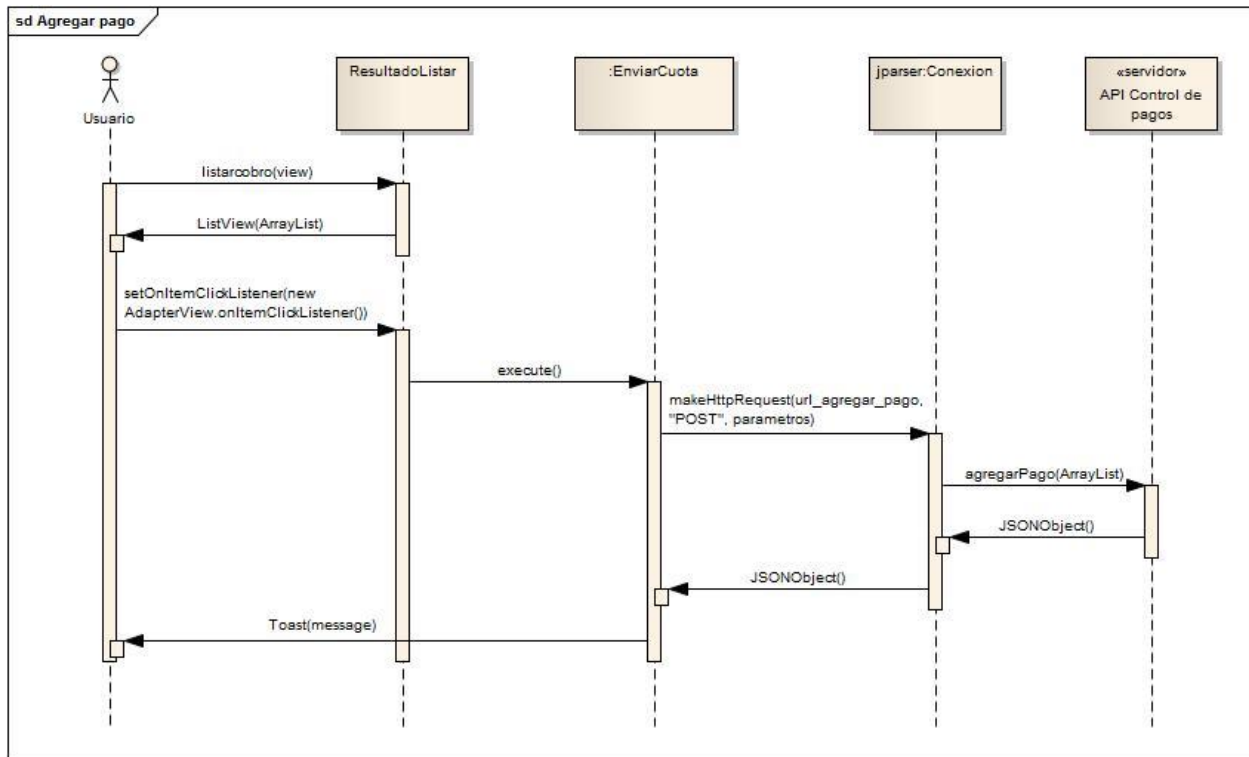 sd Agregar pago
Usuario
ResultadoListar
:EnviarCuota
jparser:Conexion
«servidor»
API Control de
pagos
listarcobro(view)
ListView(ArrayList)
setOnItemClickListener(new
AdapterView.onItemClickListener())
execute()
makeHttpRequest(url_agregar_pago,
"POST", parametros)
agregarPago(ArrayList)
JSONObject()
JSONObject()
Toast(message)